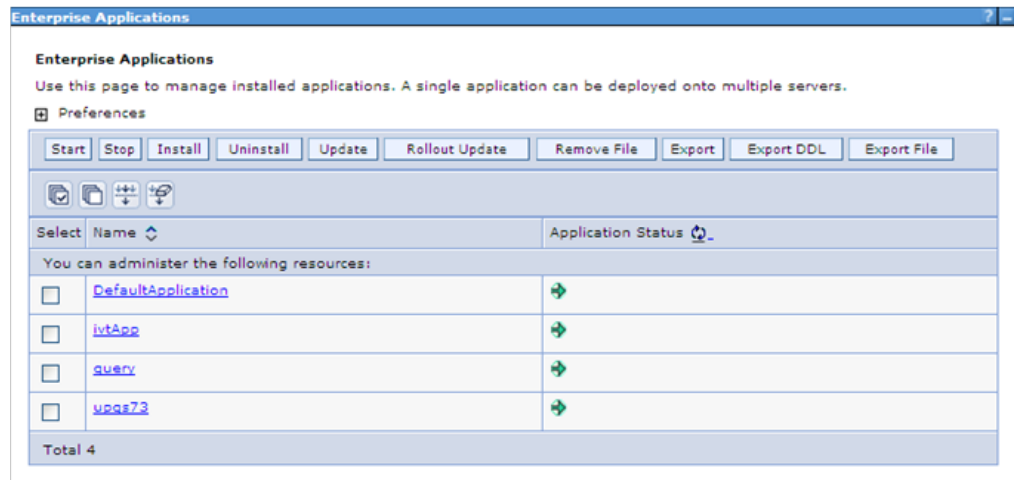 Enterprise Applications ? _
Enterprise Applications
Use this page to manage installed applications. A single application can be deployed onto multiple servers.
+ Preferences
Start Stop Install Uninstall Update Rollout Update Remove File Export Export DDL Export File
Select Name Application Status
You can administer the following resources:
DefaultApplication
ivtApp
query
upgs73
Total 4